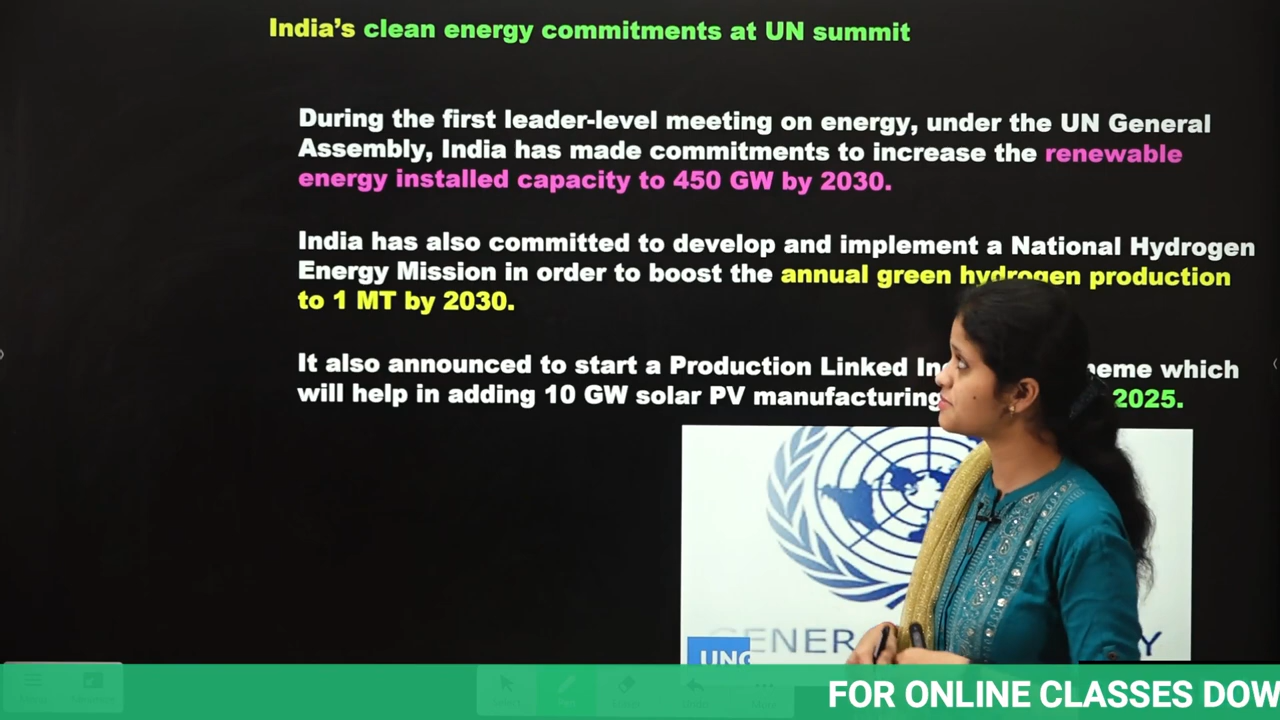 India's clean energy commitments at UN summit
During the first leader-level meeting on energy, under the UN General
Assembly, India has made commitments to increase the renewable
energy installed capacity to 450 GW by 2030.
India has also committed to develop and implement a National Hydrogen
Energy Mission in order to boost the annual green hydrogen production
to 1 MT by 2030.
It also announced to start a Production Linked In heme which
will help in adding 10 GW solar PV manufacturing 2025.
ENER Y
UNG
FOR ONLINE CLASSES DOW